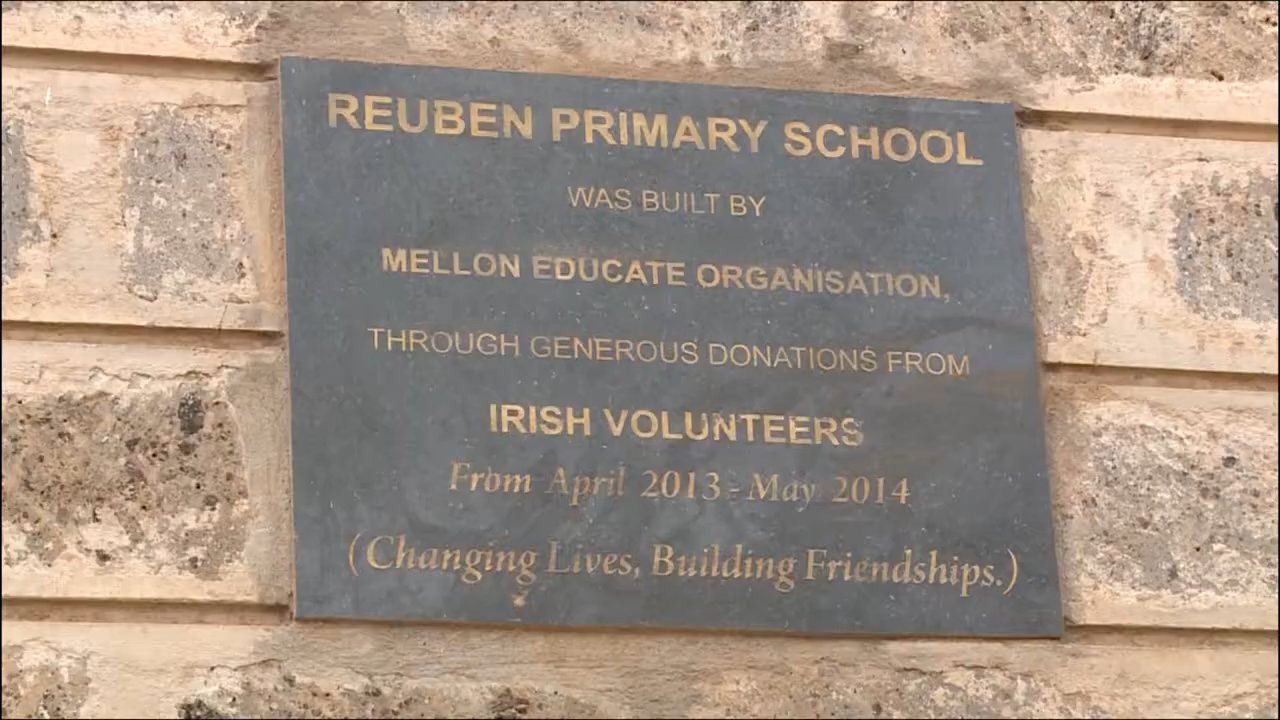 REUBEN PRIMARY SCHOOL
WAS BUILT BY
MELLON EDUCATE ORGANISATION,
THROUGH GENEROUS DONATIONS FROM
IRISH VOLUNTEERS
From April 2013 - May 2014
(Changing Lives, Building Friendships.)